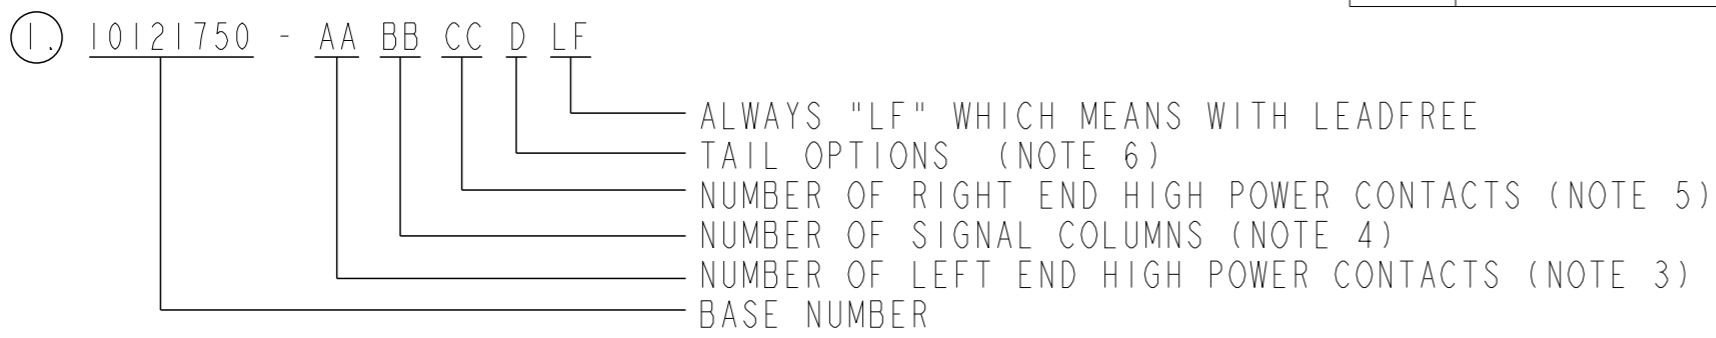 1. 10121750 - AA BB CC D LF
ALWAYS "LF" WHICH MEANS WITH LEADFREE
TAIL OPTIONS (NOTE 6)
NUMBER OF RIGHT END HIGH POWER CONTACTS (NOTE 5)
NUMBER OF SIGNAL COLUMNS (NOTE 4)
NUMBER OF LEFT END HIGH POWER CONTACTS (NOTE 3)
BASE NUMBER